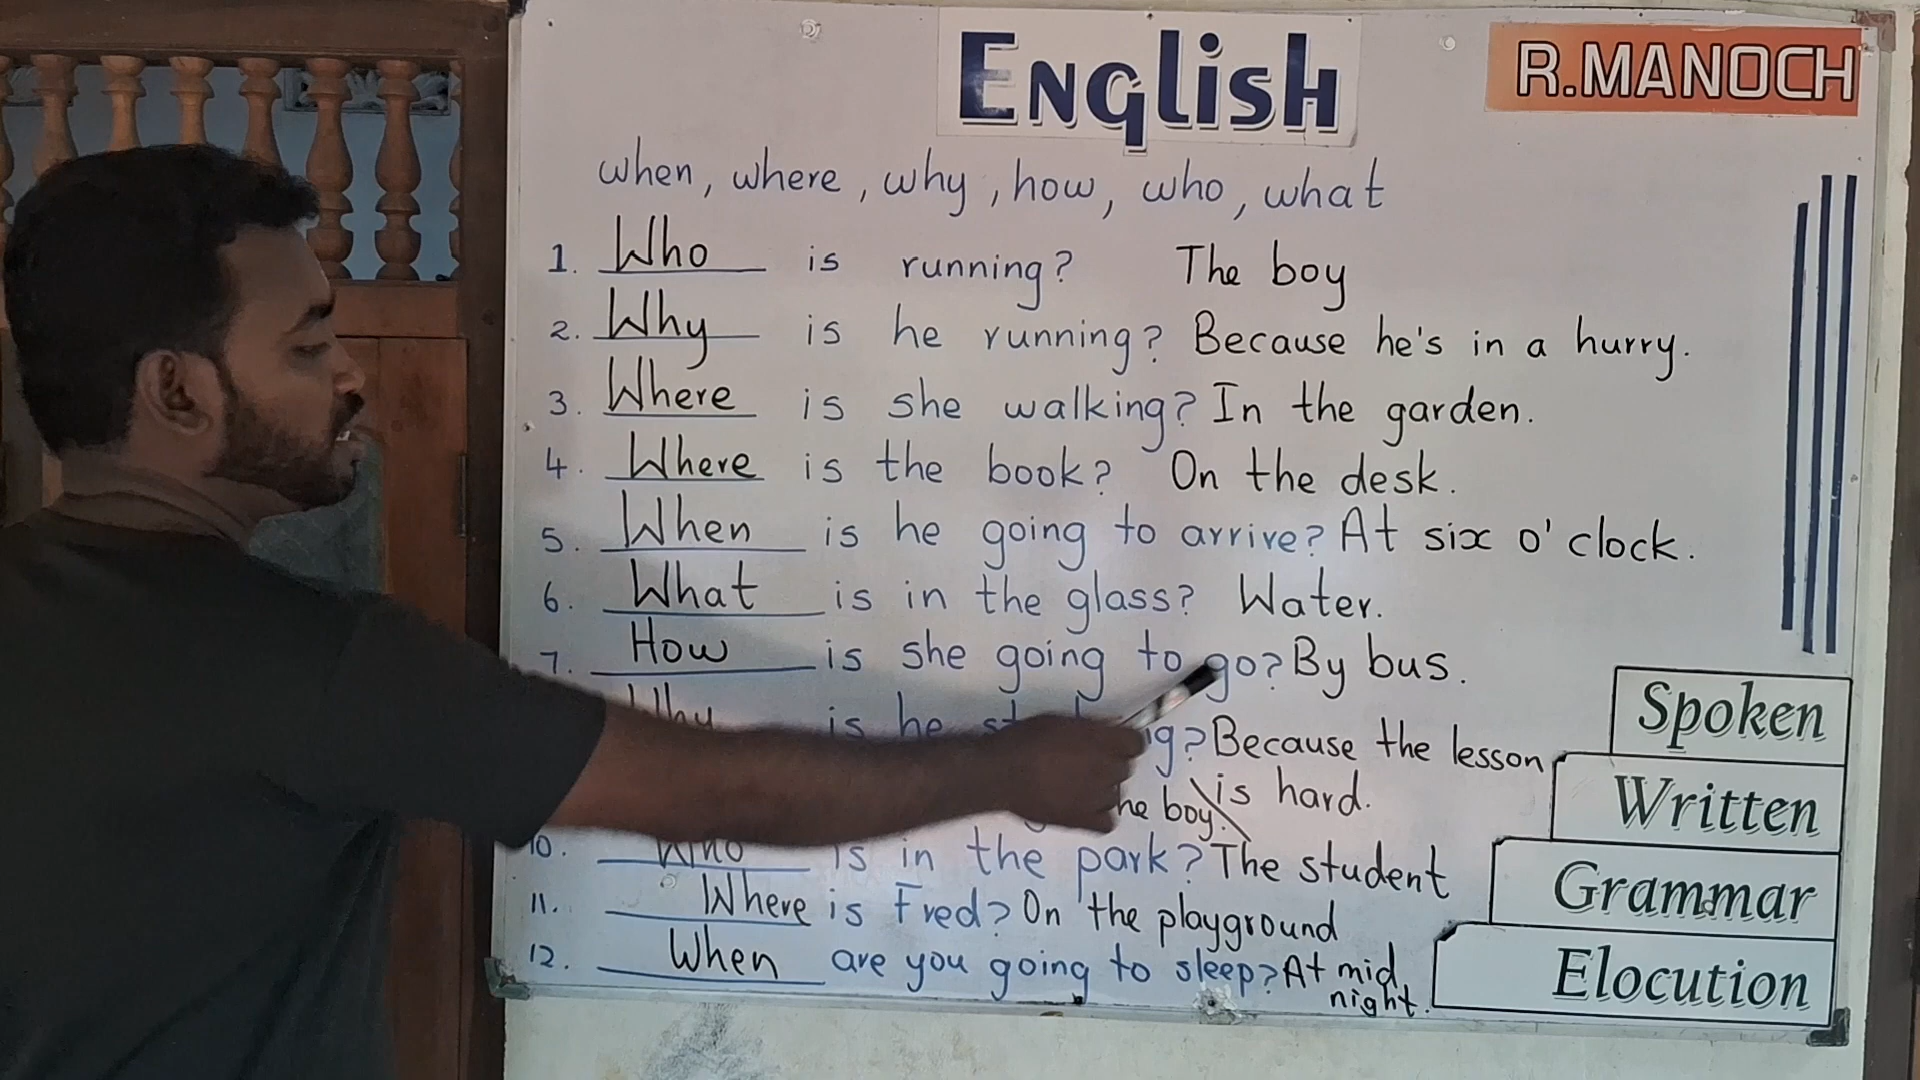 English
R.MANOCH
when, where, why, how, who, what
1. Who is running? The boy
2. Why is he running? Because he's in a hurry.
3. Where is she walking? In the garden.
4. Where is the book? On the desk.
5. When is he going to arrive? At six o'clock.
6. What is in the glass? Water.
7. How is she going to go? By bus.
Why is he Because the lesson
is hard.
boy.
10. Who is in the park? The student
11. Where is Fred? On the playground
12. When are you going to sleep? At mid
night.
Spoken
Written
Grammar
Elocution